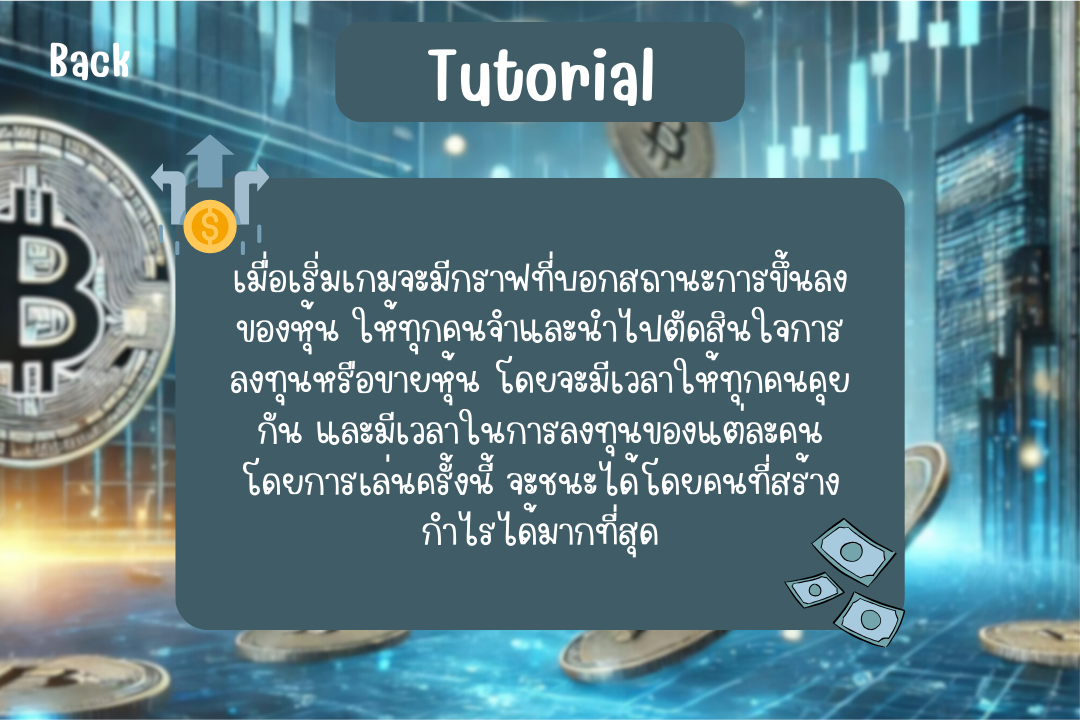 Back
Tutorial
เมื่อเริ่มเกมจะมีกราฟที่บอกสถานะการขึ้นลง
ของหุ้น ให้ทุกคนจำและนำไปตัดสินใจการ
ลงทุนหรือขายหุ้น โดยจะมีเวลาให้ทุกคนคุย
กัน และมีเวลาในการลงทุนของแต่ละคน
โดยการเล่นครั้งนี้ จะชนะได้โดยคนที่สร้าง
กำไรได้มากที่สุด